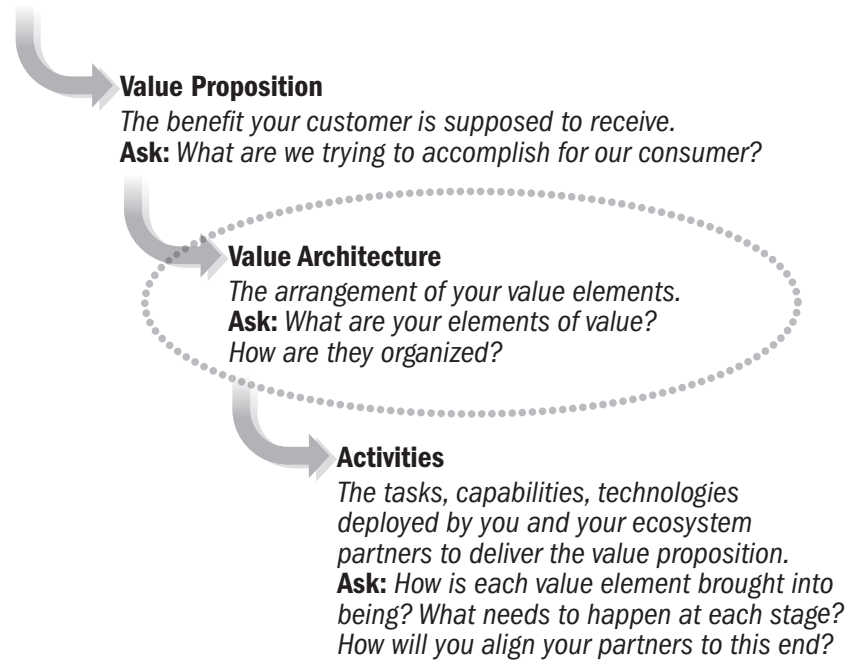 Value Proposition
The benefit your customer is supposed to receive.
Ask: What are we trying to accomplish for our consumer?
Value Architecture
The arrangement of your value elements.
Ask: What are your elements of value?
How are they organized?
Activities
The tasks, capabilities, technologies
deployed by you and your ecosystem
partners to deliver the value proposition.
Ask: How is each value element brought into
being? What needs to happen at each stage?
How will you align your partners to this end?